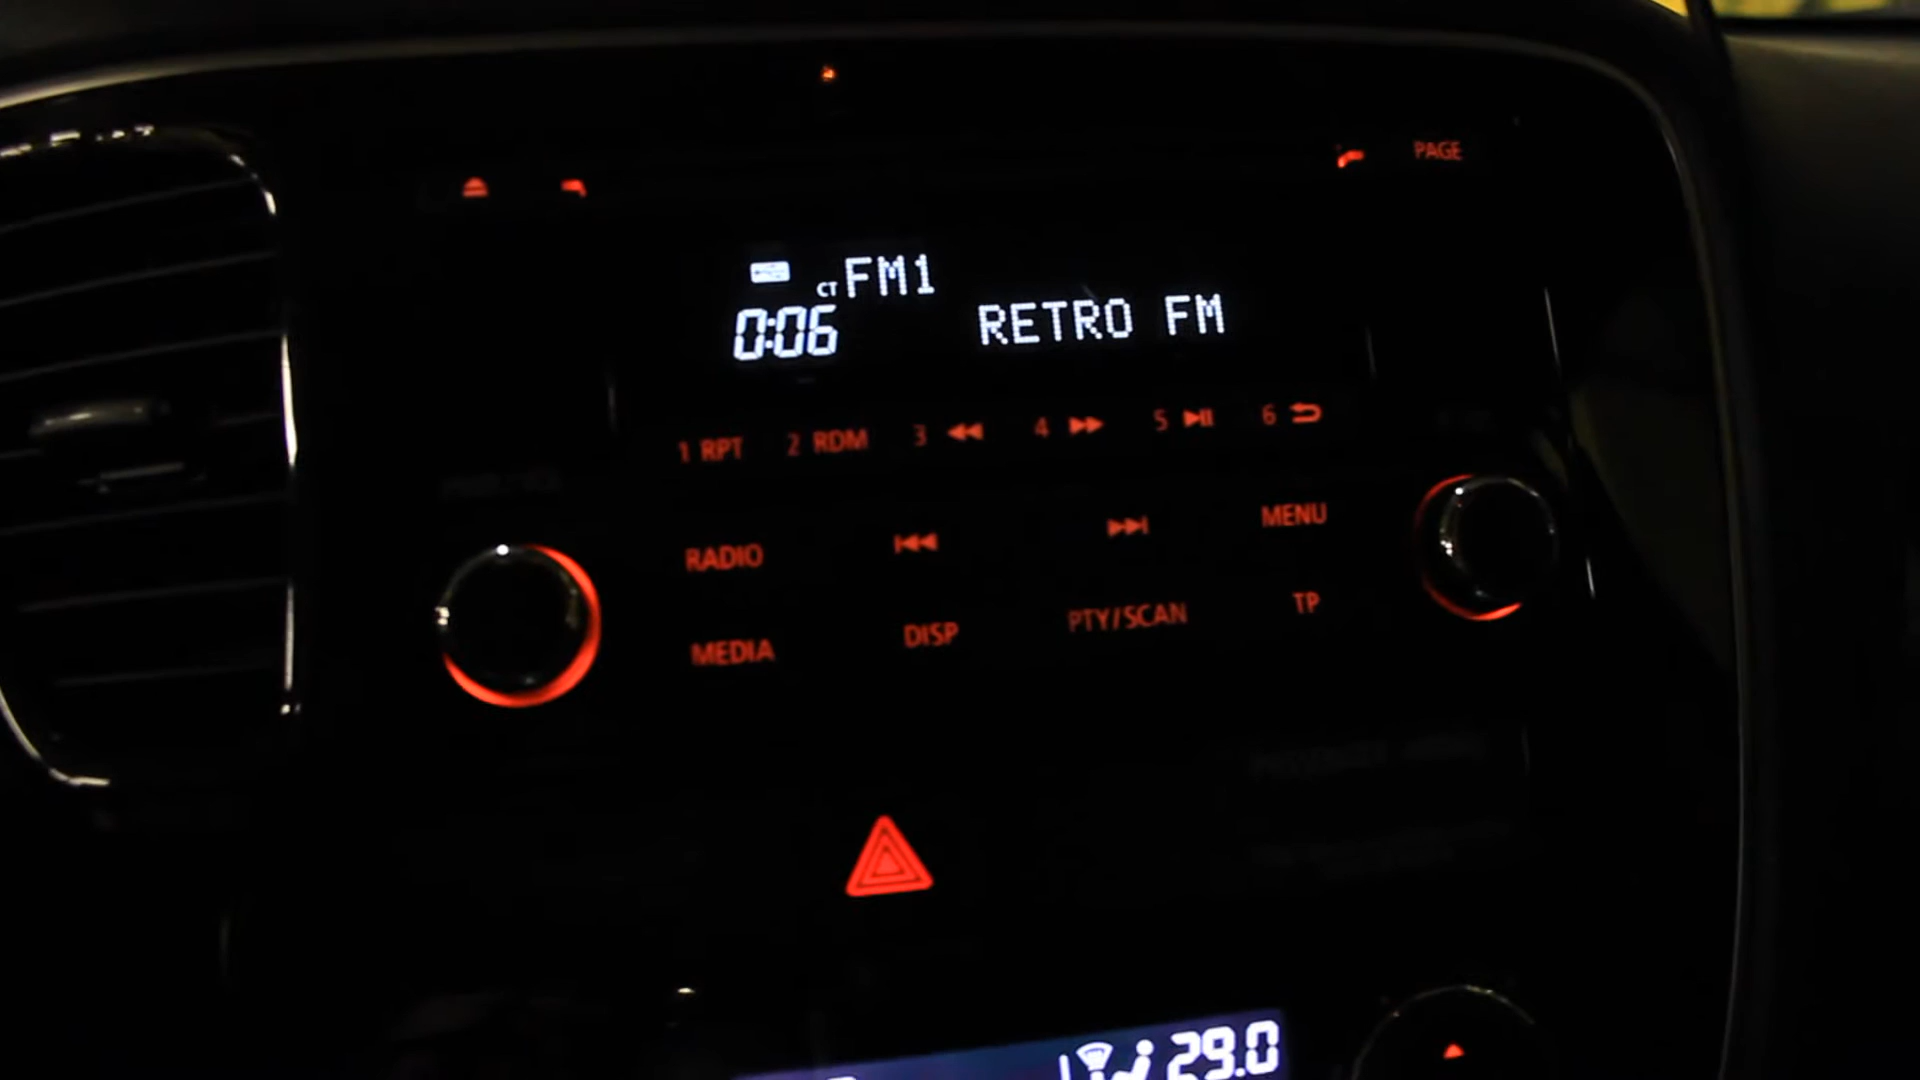 PAGE
CT FM1
0:06 RETRO FM
1 RPT 2 RDM 3 4 5 6
RADIO MENU
MEDIA DISP PTY/SCAN TP
29.0